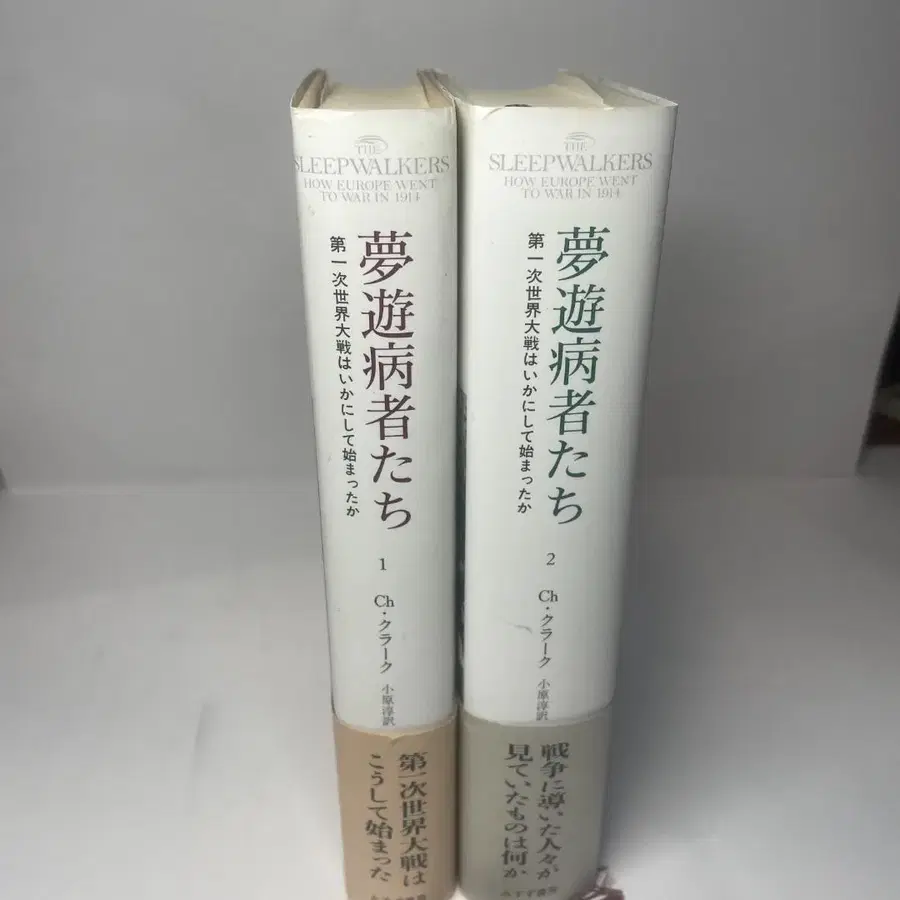 THE
SLEEPWALKERS
HOW EUROPE WENT
TO WAR IN 1914
夢遊病者たち
第一次世界大戦はいかにして始まったか
1
Ch・クラーク
小原淳訳
第一次世界大戦は
こうして始まった
THE
SLEEPWALKERS
HOW EUROPE WENT
TO WAR IN 1914
夢遊病者たち
第一次世界大戦はいかにして始まったか
2
Ch・クラーク
小原淳訳
戦争に導いた人々が
見ていたものは何か
みすず書房